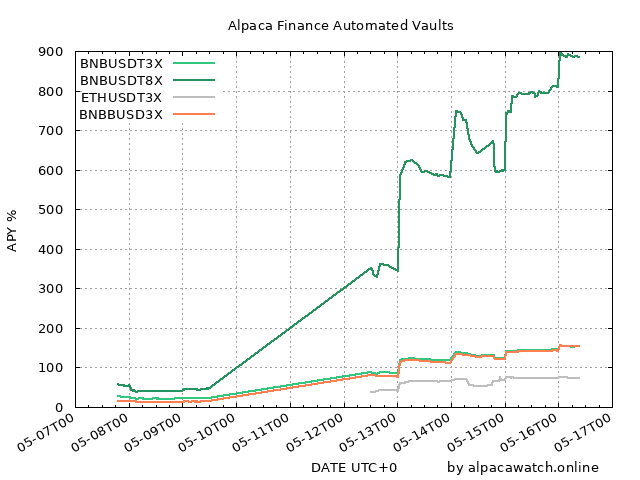 Alpaca Finance Automated Vaults
BNBUSDT3X
BNBUSDT8X
ETHUSDT3X
BNBBUSD3X
APY %
900
800
700
600
500
400
300
200
100
0
05-07T00
05-08T00
05-09T00
05-10T00
05-11T00
05-12T00
05-13T00
05-14T00
05-15T00
05-16T00
05-17T00
DATE UTC+0
by alpacawatch.online